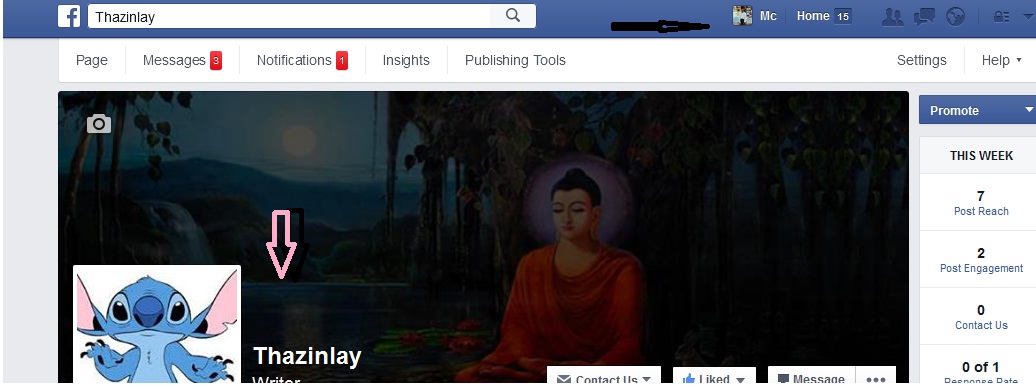 f Thazinlay Mc Home 15
Page Messages 3 Notifications 1 Insights Publishing Tools Settings Help
Promote
THIS WEEK
7
Post Reach
2
Post Engagement
0
Contact Us
0 of 1
Response Rate
Thazinlay
Writer
Contact Us Liked Message